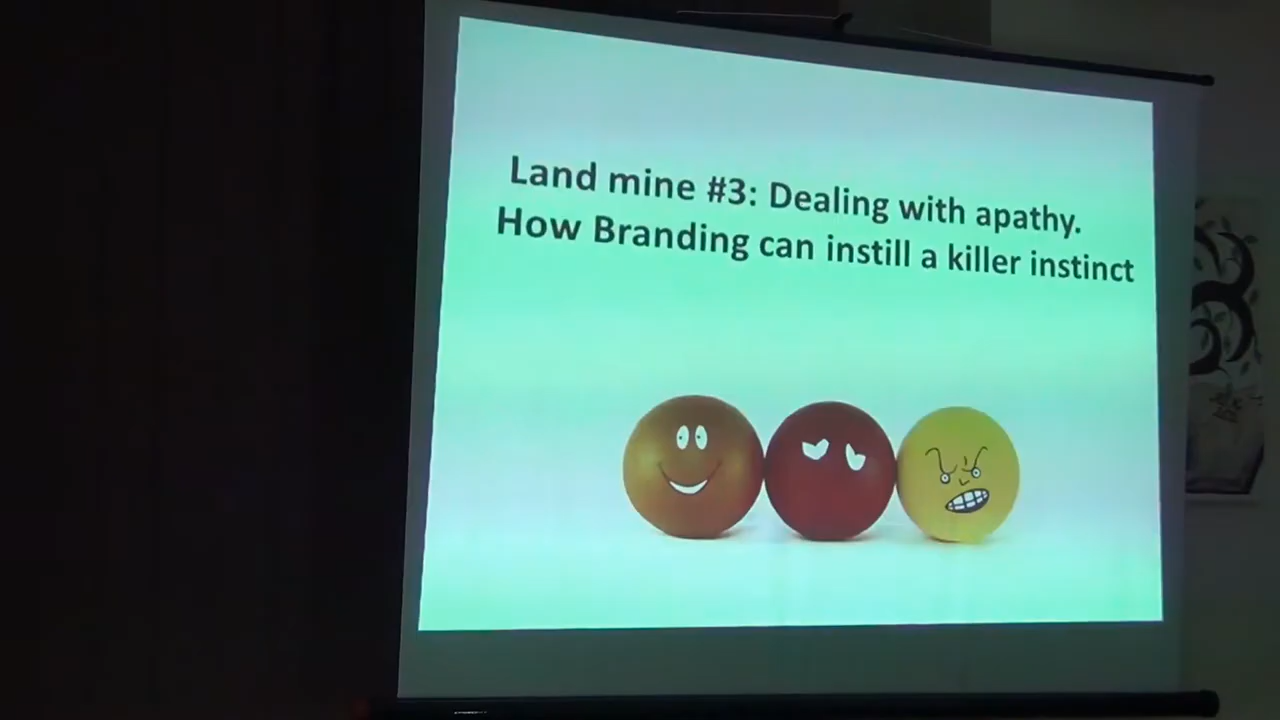 Land mine #3: Dealing with apathy.
How Branding can instill a killer instinct